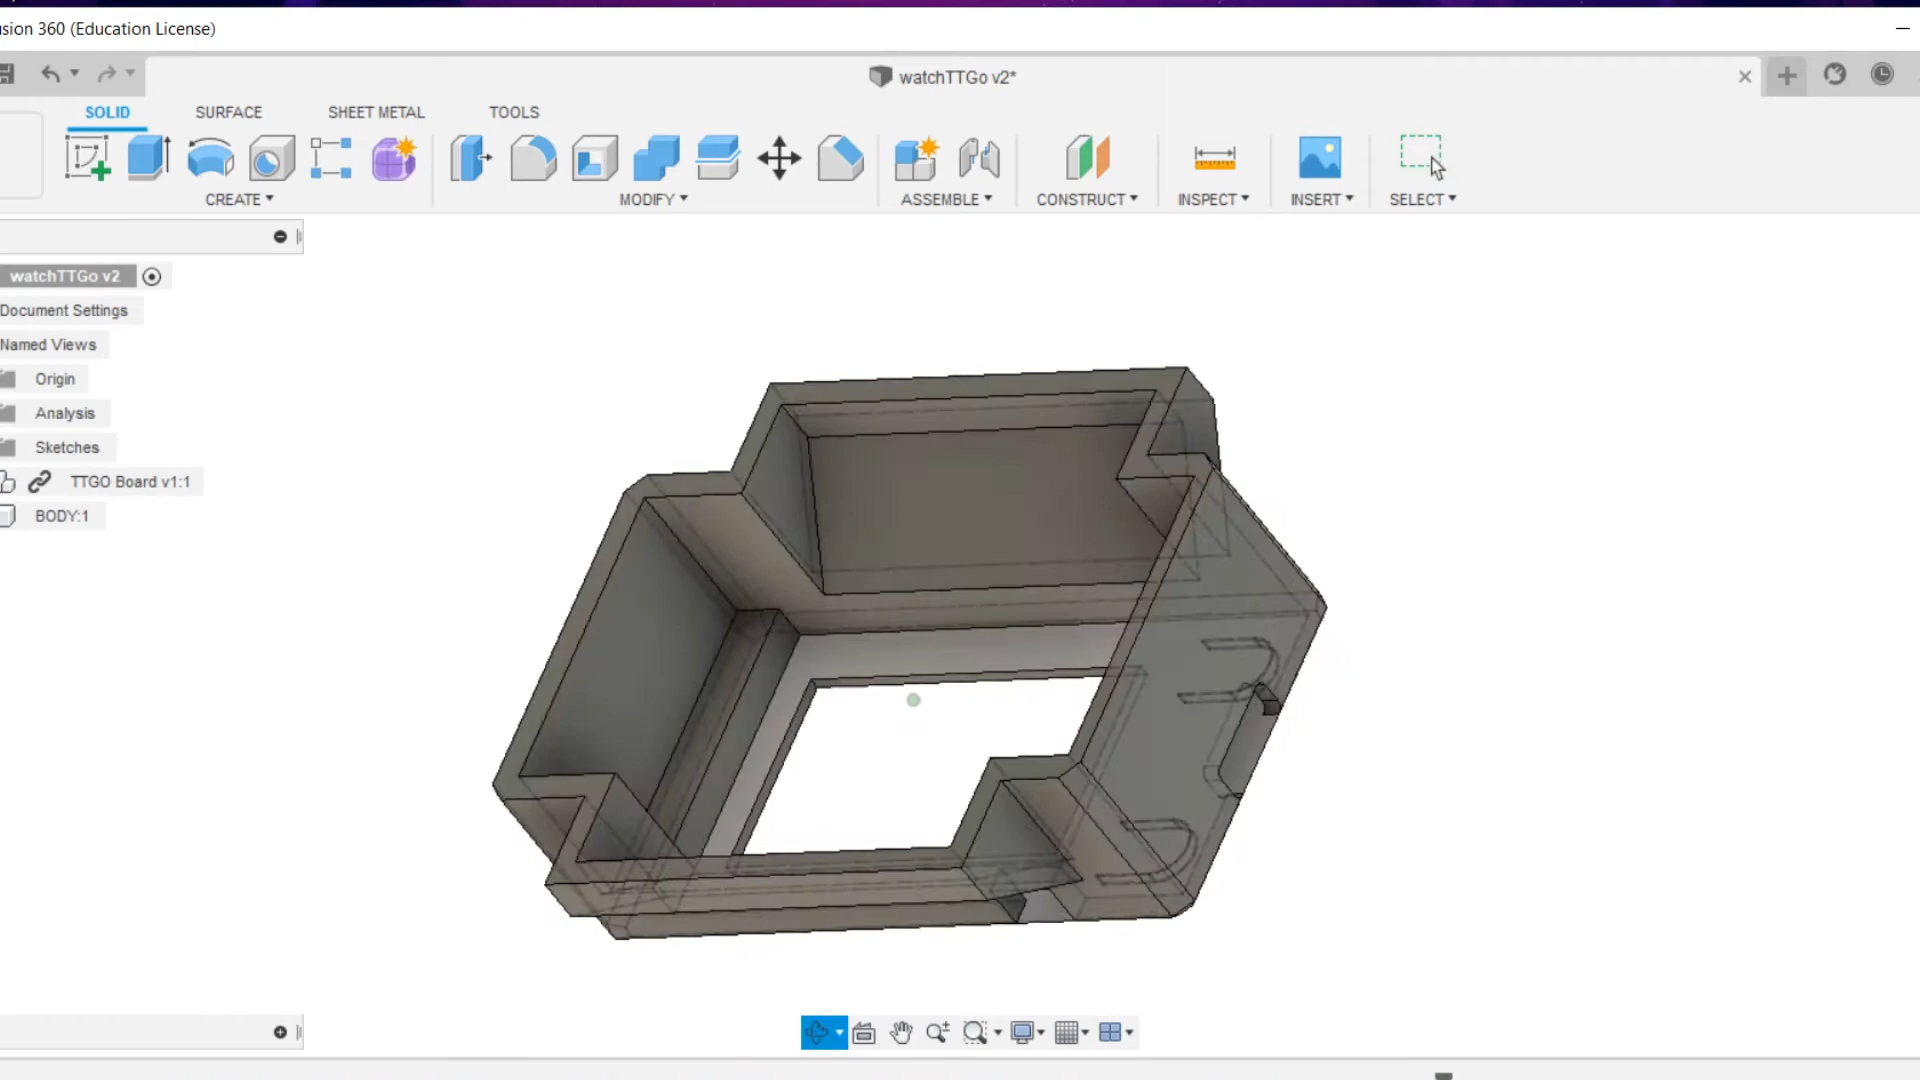 usion 360 (Education License)
watchTTGo v2*
SOLID SURFACE SHEET METAL TOOLS
CREATE MODIFY ASSEMBLE CONSTRUCT INSPECT INSERT SELECT
watchTTGo v2
Document Settings
Named Views
Origin
Analysis
Sketches
TTGO Board v1:1
BODY:1